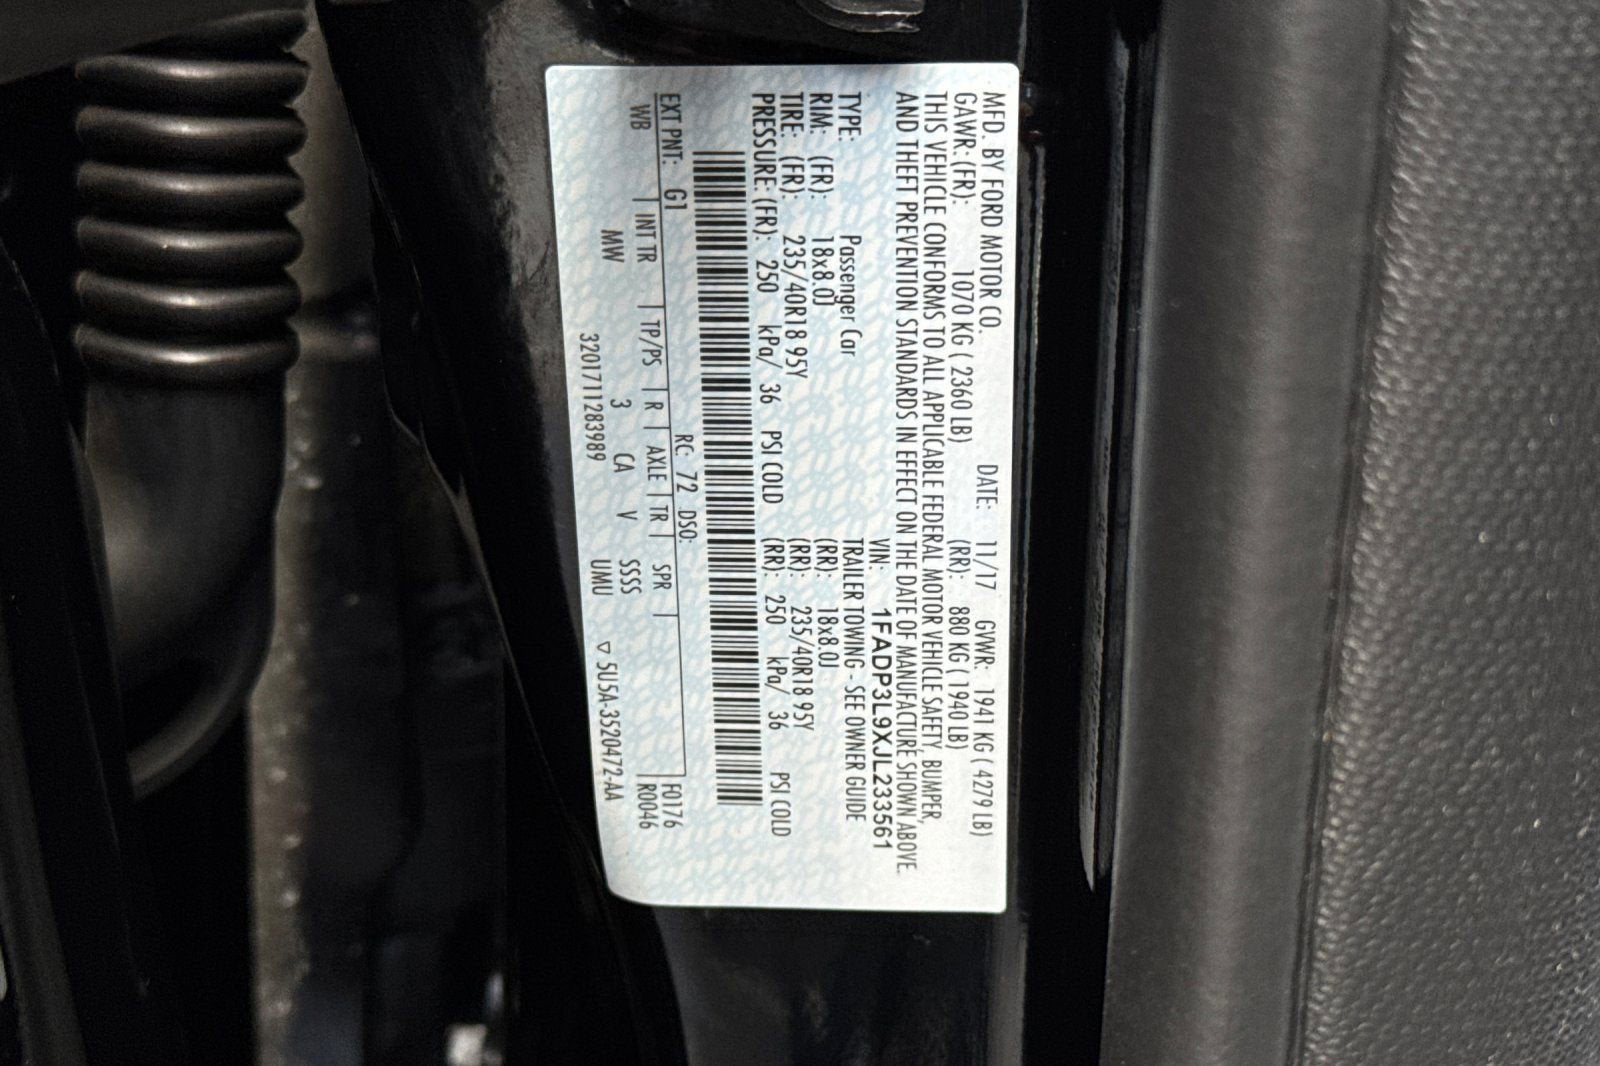 MFD. BY FORD MOTOR CO.
DATE: 11/17 GVWR: 1941 KG ( 4279 LB)
GAWR: (FR): 1070 KG ( 2360 LB) (RR): 880 KG ( 1940 LB)
THIS VEHICLE CONFORMS TO ALL APPLICABLE FEDERAL MOTOR VEHICLE SAFETY, BUMPER,
AND THEFT PREVENTION STANDARDS IN EFFECT ON THE DATE OF MANUFACTURE SHOWN ABOVE.
VIN: 1FADP3L9XJL233561
TYPE: Passenger Car TRAILER TOWING - SEE OWNER GUIDE
RIM: (FR): 18x8.0J (RR): 18x8.0J
TIRE: (FR): 235/40R18 95Y (RR): 235/40R18 95Y
PRESSURE: (FR): 250 kPa/ 36 PSI COLD (RR): 250 kPa/ 36 PSI COLD
EXT PNT: G1 RC: 72 DSO: F0176
WB | INT TR | TP/PS | R | AXLE | TR | SPR | R0046
MW 3 CA V SSSS
UMU
3201711283989 ▽ 5U5A-3520472-AA